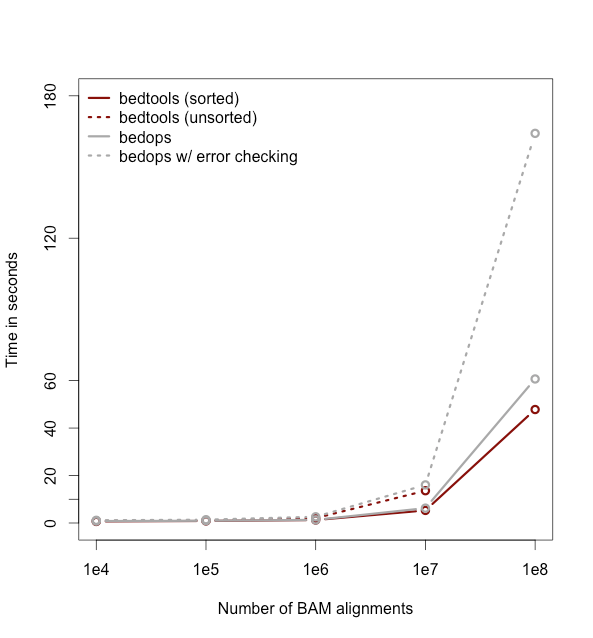 bedtools (sorted)
bedtools (unsorted)
bedops
bedops w/ error checking
Time in seconds
180
120
60
40
20
0
1e4 1e5 1e6 1e7 1e8
Number of BAM alignments